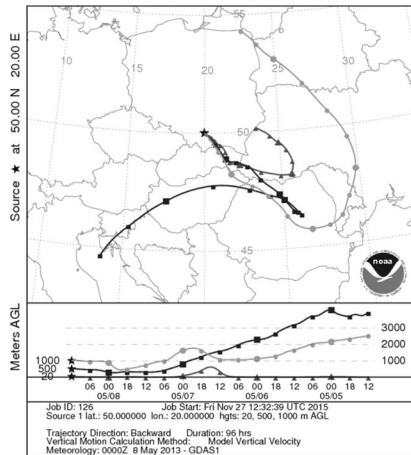 Source ★ at 50.00 N 20.00 E
55
10
15
20
25
30
50
45
noaa
Meters AGL
3000
1000 2000
500 1000
20
06 00 18 12 06 00 18 12 06 00 18 12 06 00 18 12
05/08 05/07 05/06 05/05
Job ID: 126 Job Start: Fri Nov 27 12:32:39 UTC 2015
Source 1 lat: 50.000000 lon: 20.000000 hgts: 20, 500, 1000 m AGL
Trajectory Direction: Backward Duration: 96 hrs
Vertical Motion Calculation Method: Model Vertical Velocity
Meteorology: 0000Z 8 May 2013 - GDAS1